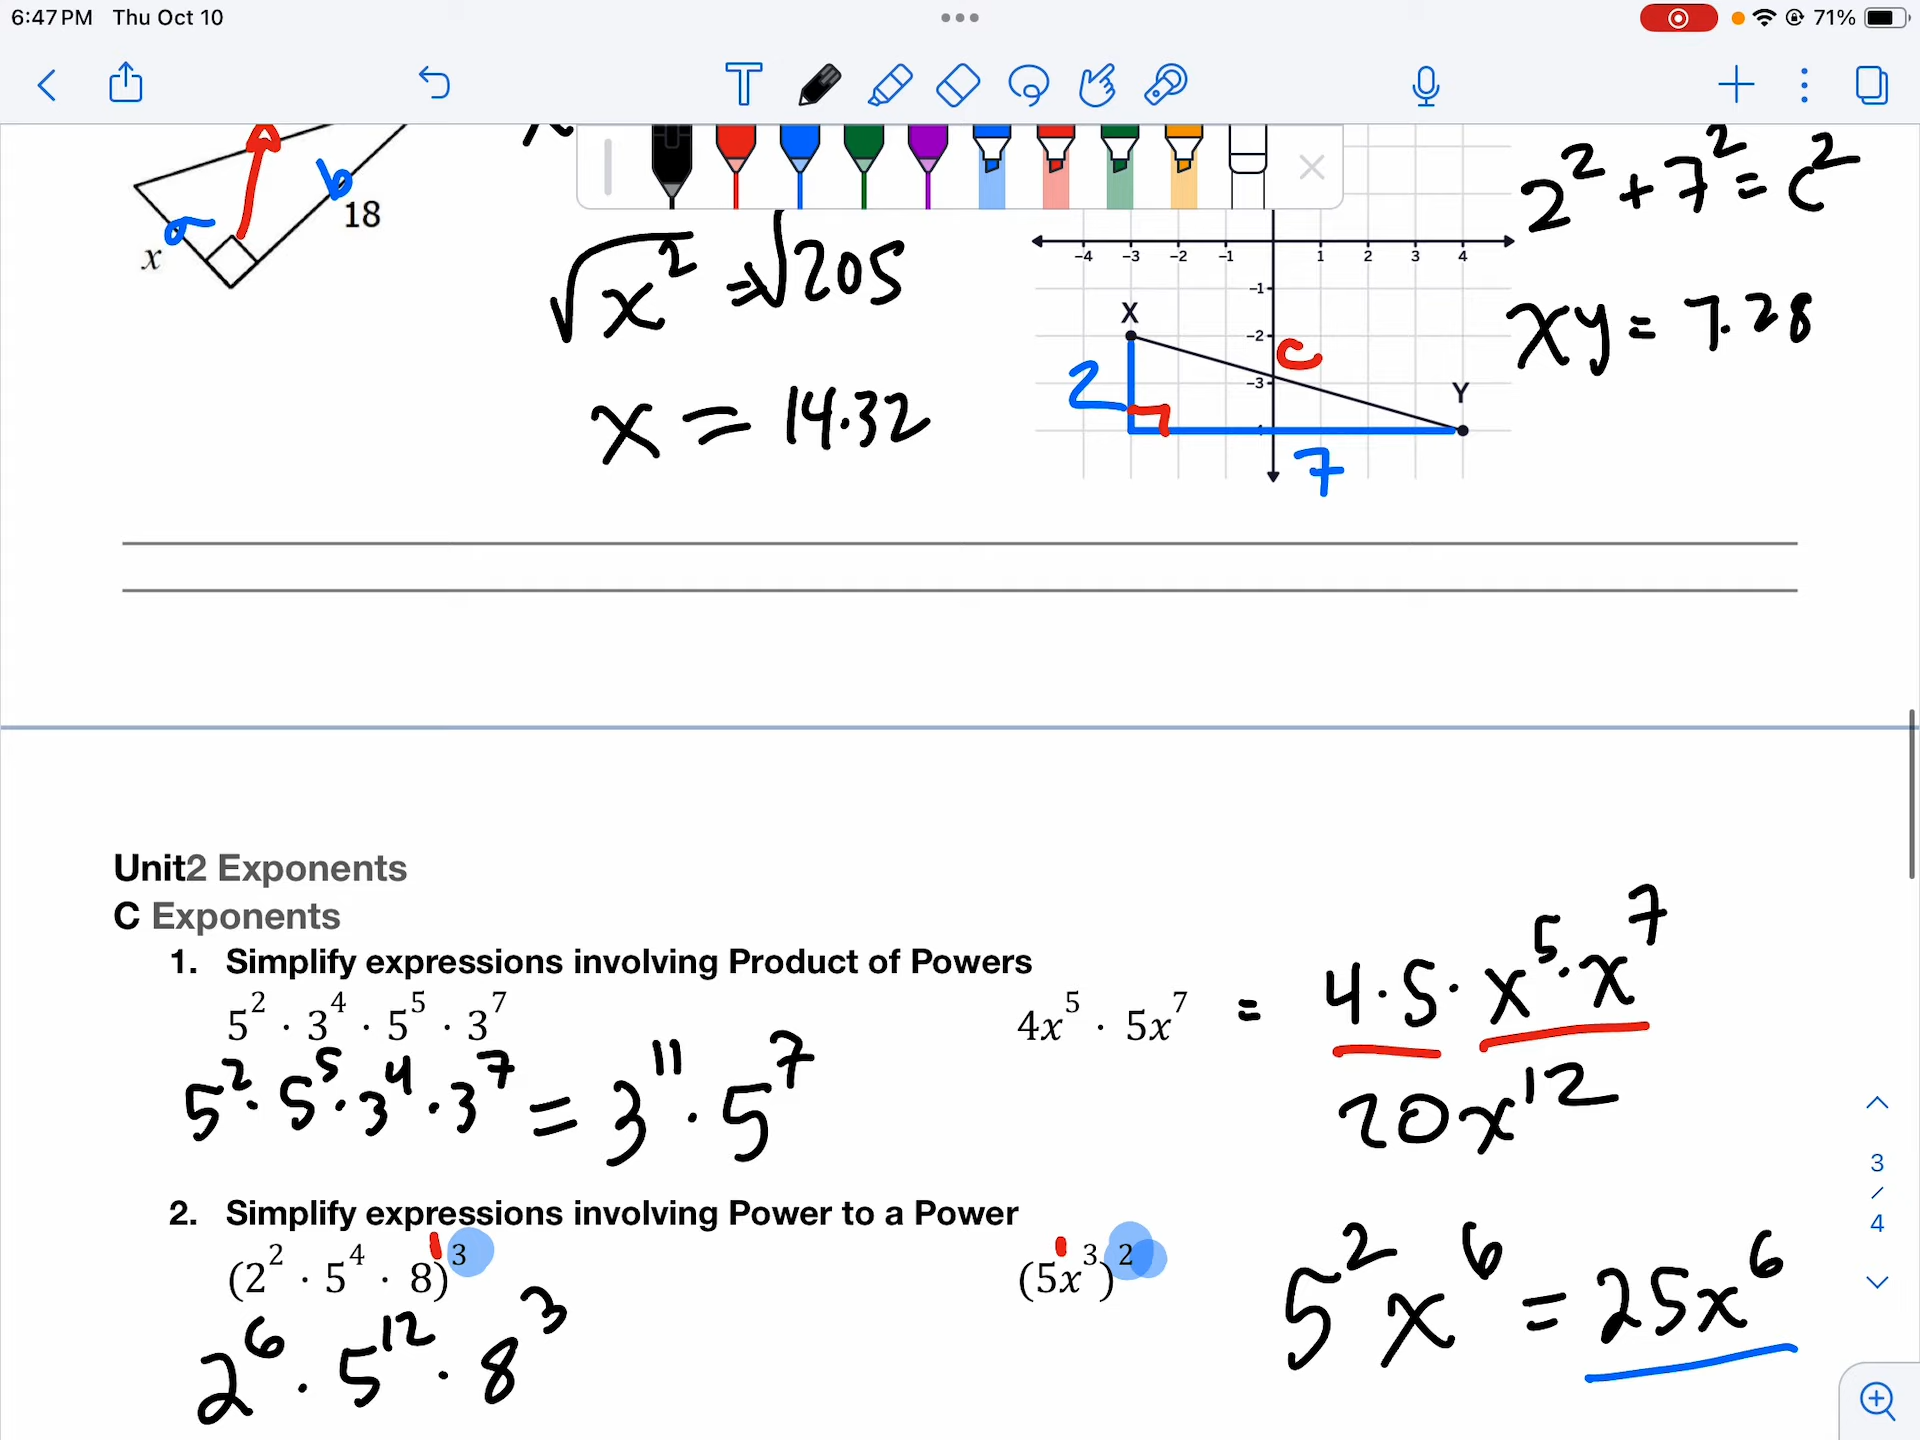 6:47 PM Thu Oct 10
71%
T
b
a
18
x
√x² = √205
x = 14.32
-4 -3 -2 -1 1 2 3 4
-1
-2
-3
X
Y
c
2
7
2² + 7² = c²
xy = 7.28
Unit2 Exponents
C Exponents
1. Simplify expressions involving Product of Powers
5² · 3⁴ · 5⁵ · 3⁷
5² · 5⁵ · 3⁴ · 3⁷ = 3¹¹ · 5⁷
4x⁵ · 5x⁷ = 4 · 5 · x⁵ · x⁷
20x¹²
2. Simplify expressions involving Power to a Power
(2² · 5⁴ · 8)³
2⁶ · 5¹² · 8³
(5x³)²
5²x⁶ = 25x⁶
3
/
4